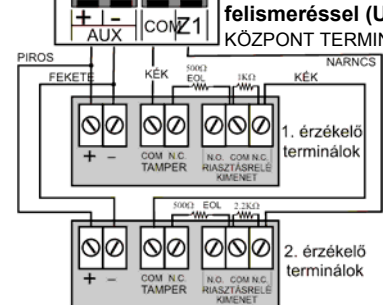 felismeréssel (U
KÖZPONT TERMIN
+ –
AUX
COM Z1
PIROS
NARNCS
FEKETE
KÉK
500Ω
EOL
1KΩ
KÉK
1. érzékelő
terminálok
+ –
COM N.C.
TAMPER
N.O. COM N.C.
RIASZTÁSRELÉ
KIMENET
500Ω EOL 2.2KΩ
2. érzékelő
terminálok
+ –
COM N.C.
TAMPER
N.O. COM N.C.
RIASZTÁSRELÉ
KIMENET